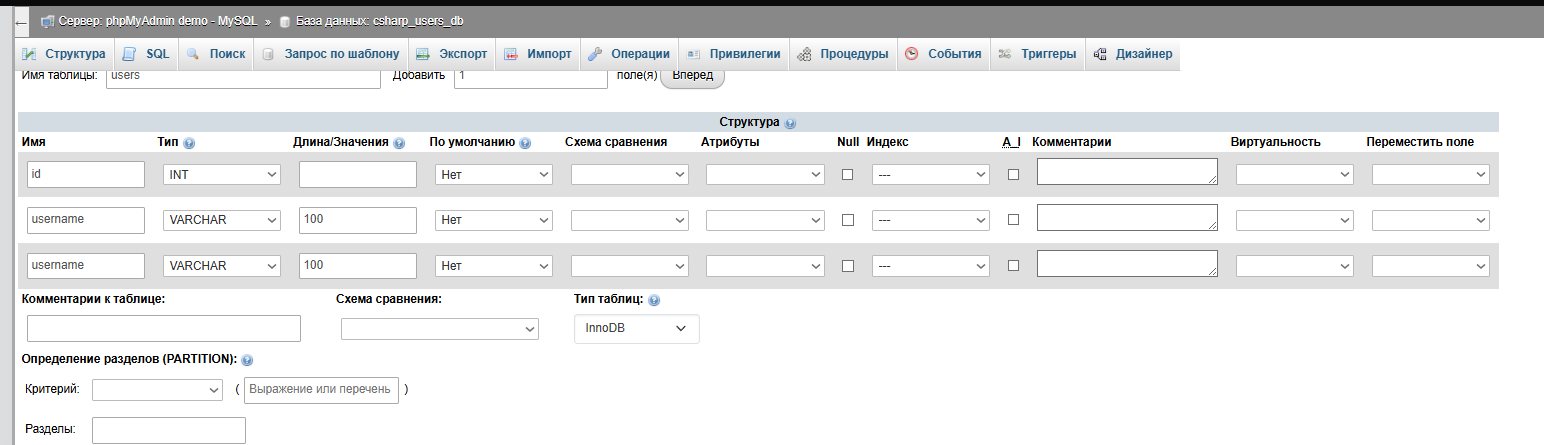 ← Сервер: phpMyAdmin demo - MySQL » База данных: csharp_users_db
Структура SQL Поиск Запрос по шаблону Экспорт Импорт Операции Привилегии Процедуры События Триггеры Дизайнер
Имя таблицы: users Добавить 1 поле(я) Вперёд
Структура
Имя Тип Длина/Значения По умолчанию Схема сравнения Атрибуты Null Индекс A_I Комментарии Виртуальность Переместить поле
id INT Нет ---
username VARCHAR 100 Нет ---
username VARCHAR 100 Нет ---
Комментарии к таблице: Схема сравнения: Тип таблиц:
InnoDB
Определение разделов (PARTITION):
Критерий: ( Выражение или перечень )
Разделы: